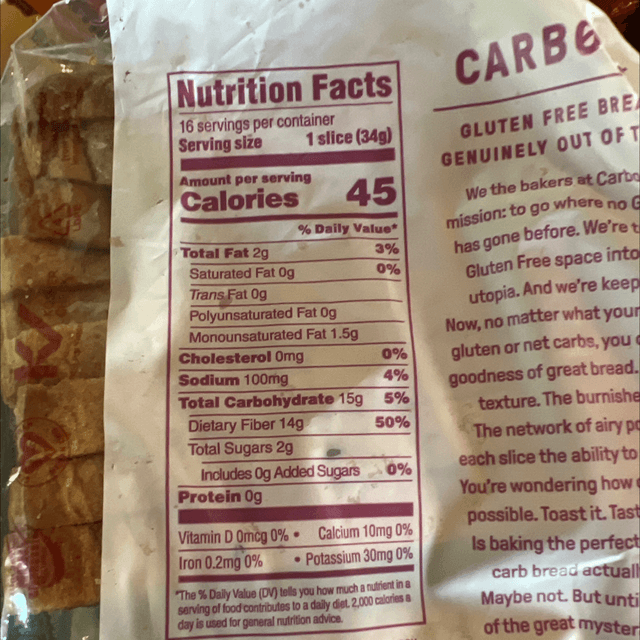 Nutrition Facts
16 servings per container
Serving size 1 slice (34g)
Amount per serving
Calories 45
% Daily Value*
Total Fat 2g 3%
Saturated Fat 0g 0%
Trans Fat 0g
Polyunsaturated Fat 0g
Monounsaturated Fat 1.5g
Cholesterol 0mg 0%
Sodium 100mg 4%
Total Carbohydrate 15g 5%
Dietary Fiber 14g 50%
Total Sugars 2g
Includes 0g Added Sugars 0%
Protein 0g
Vitamin D 0mcg 0% • Calcium 10mg 0%
Iron 0.2mg 0% • Potassium 30mg 0%
*The % Daily Value (DV) tells you how much a nutrient in a
serving of food contributes to a daily diet. 2,000 calories a
day is used for general nutrition advice.
CARB
GLUTEN FREE BRE
GENUINELY OUT OF T
We the bakers at Carbo
mission: to go where no G
has gone before. We're t
Gluten Free space into
utopia. And we're keep
Now, no matter what your
gluten or net carbs, you
goodness of great bread.
texture. The burnishe
The network of airy po
each slice the ability to
You're wondering how
possible. Toast it. Tast
Is baking the perfect
carb bread actuall
Maybe not. But unti
of the great myster